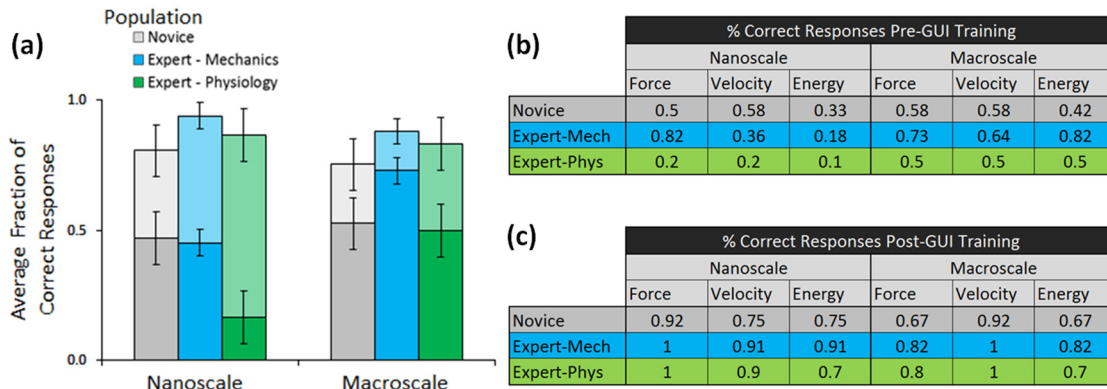 (a)
Population
Novice
Expert - Mechanics
Expert - Physiology
1.0
0.5
0.0
Average Fraction of
Correct Responses
Nanoscale
Macroscale
(b)
% Correct Responses Pre-GUI Training
Nanoscale Macroscale
Force Velocity Energy Force Velocity Energy
Novice 0.5 0.58 0.33 0.58 0.58 0.42
Expert-Mech 0.82 0.36 0.18 0.73 0.64 0.82
Expert-Phys 0.2 0.2 0.1 0.5 0.5 0.5
(c)
% Correct Responses Post-GUI Training
Nanoscale Macroscale
Force Velocity Energy Force Velocity Energy
Novice 0.92 0.75 0.75 0.67 0.92 0.67
Expert-Mech 1 0.91 0.91 0.82 1 0.82
Expert-Phys 1 0.9 0.7 0.8 1 0.7